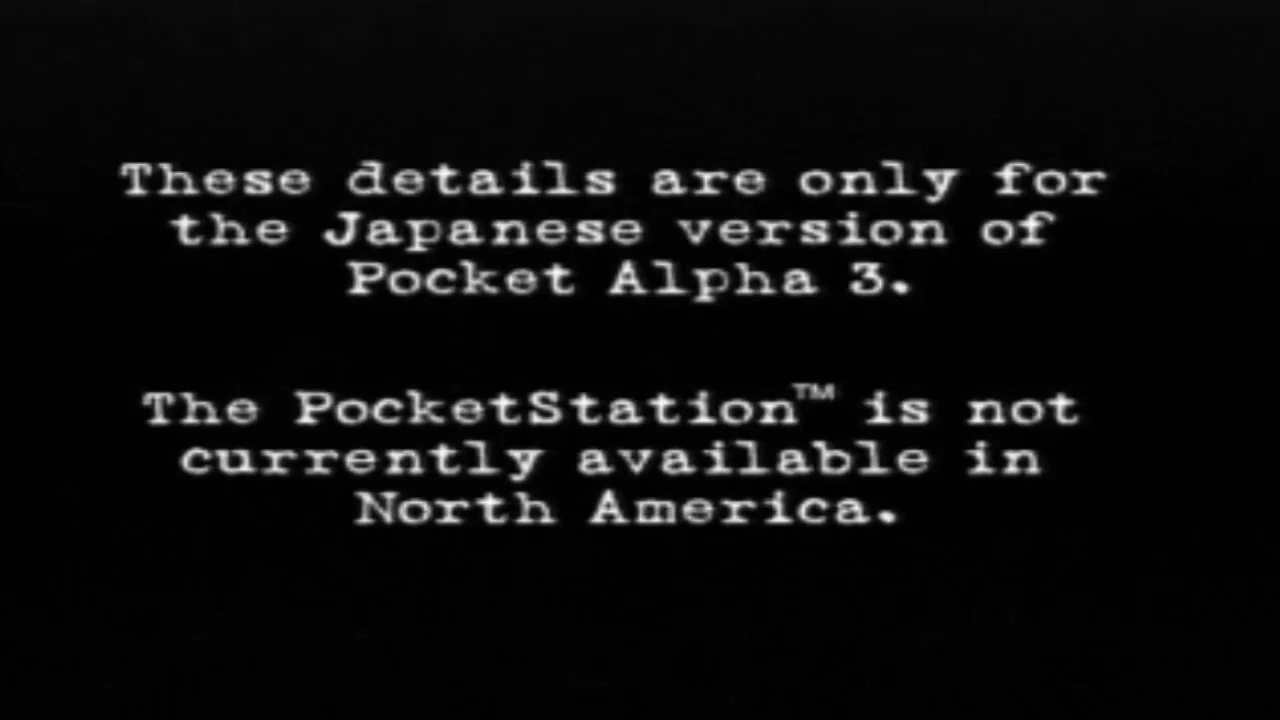 These details are only for
the Japanese version of
Pocket Alpha 3.
The PocketStation™ is not
currently available in
North America.